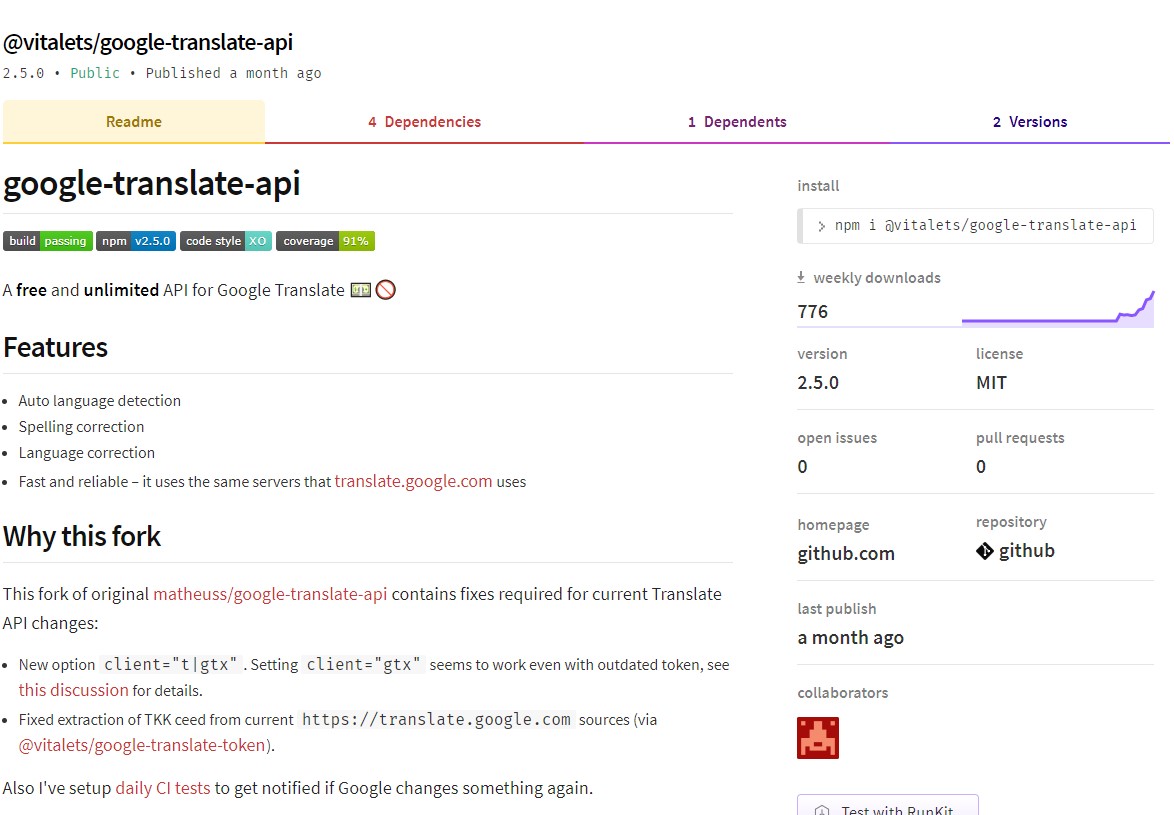 @vitalets/google-translate-api
2.5.0 • Public • Published a month ago
Readme
4 Dependencies
1 Dependents
2 Versions
google-translate-api
build passing npm v2.5.0 code style XO coverage 91%
A free and unlimited API for Google Translate 💵 🚫
Features
• Auto language detection
• Spelling correction
• Language correction
• Fast and reliable – it uses the same servers that translate.google.com uses
Why this fork
This fork of original matheuss/google-translate-api contains fixes required for current Translate
API changes:
• New option client="t|gtx" . Setting client="gtx" seems to work even with outdated token, see
this discussion for details.
• Fixed extraction of TKK ceed from current https://translate.google.com sources (via
@vitalets/google-translate-token).
Also I've setup daily CI tests to get notified if Google changes something again.
install
> npm i @vitalets/google-translate-api
weekly downloads
776
version
2.5.0
license
MIT
open issues
0
pull requests
0
homepage
github.com
repository
github
last publish
a month ago
collaborators
Test with RunKit